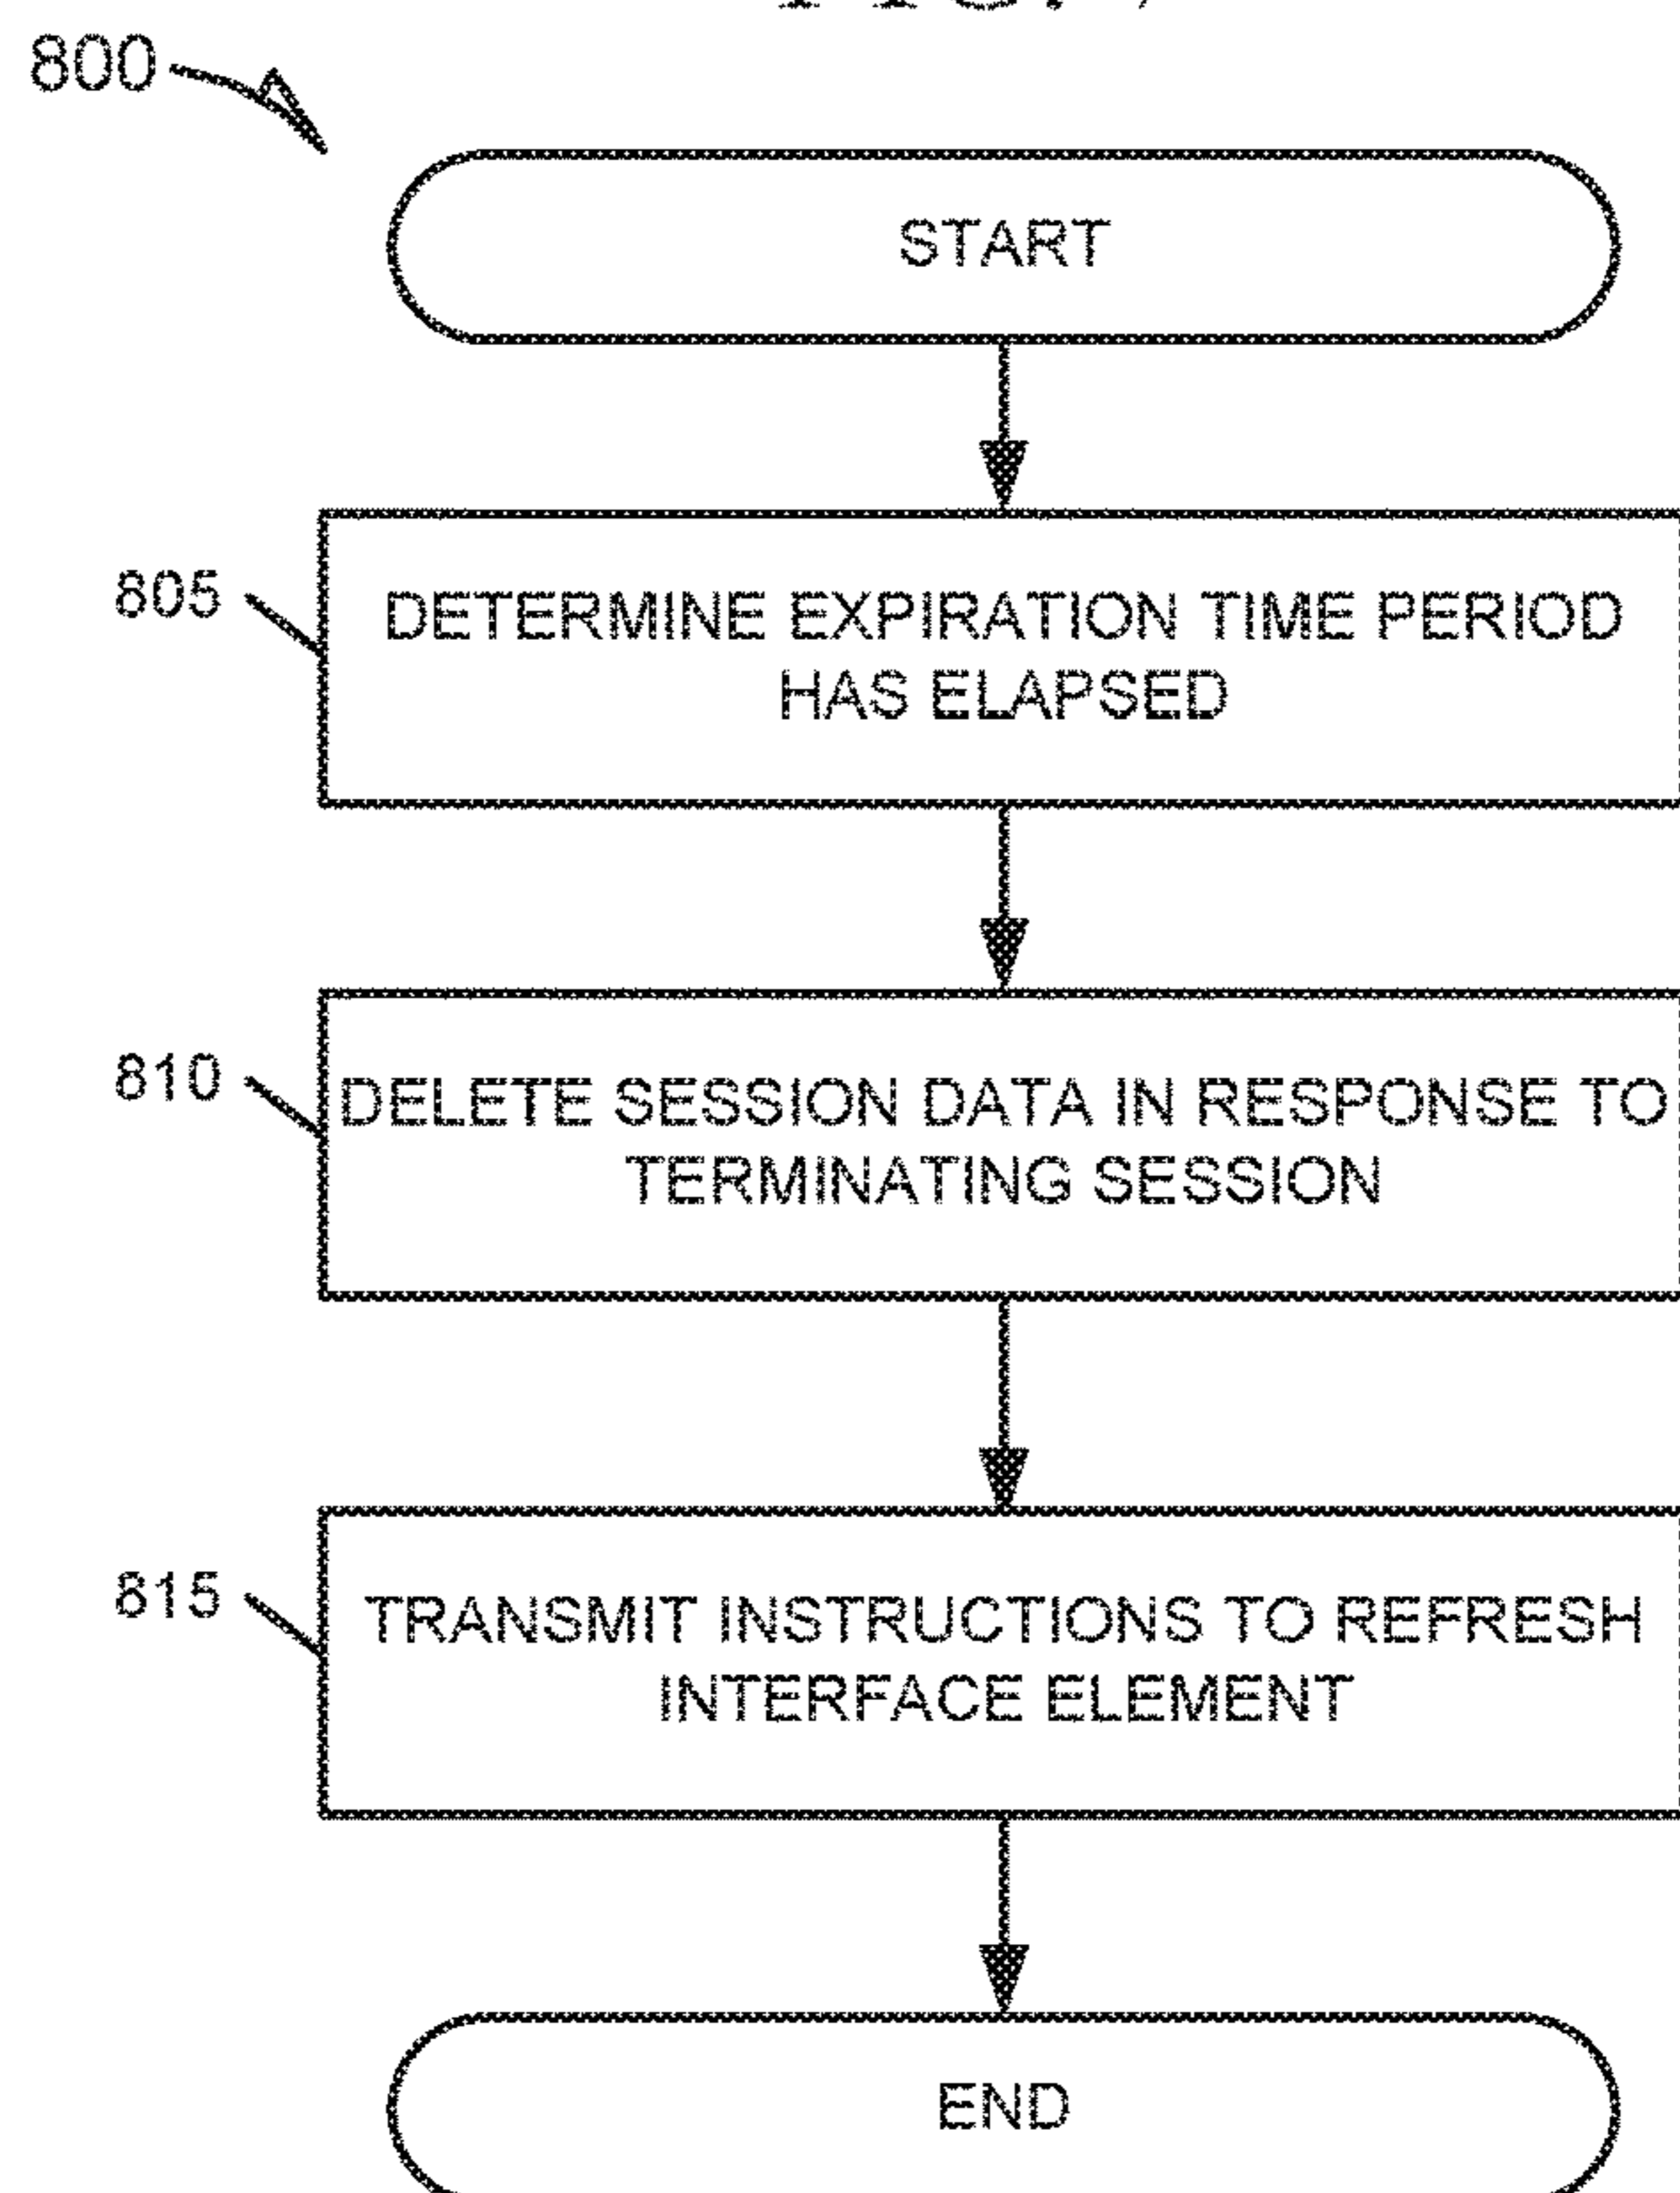 800
START
805
DETERMINE EXPIRATION TIME PERIOD
HAS ELAPSED
810
DELETE SESSION DATA IN RESPONSE TO
TERMINATING SESSION
815
TRANSMIT INSTRUCTIONS TO REFRESH
INTERFACE ELEMENT
END